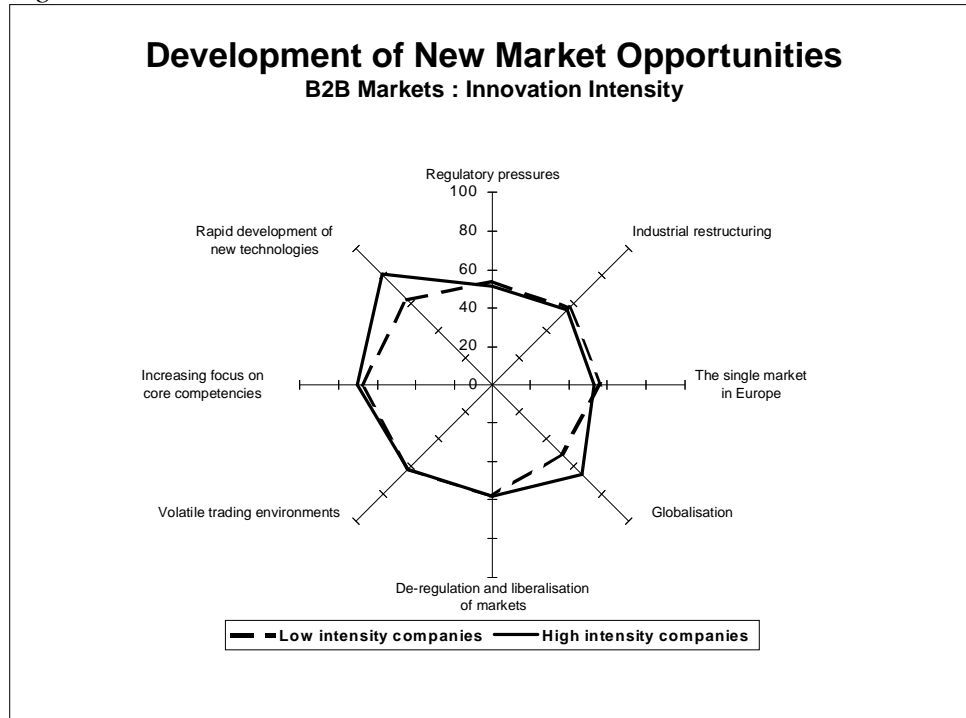 Development of New Market Opportunities
B2B Markets : Innovation Intensity
Regulatory pressures
100
80
60
40
20
0
Industrial restructuring
The single market
in Europe
Globalisation
De-regulation and liberalisation
of markets
Volatile trading environments
Increasing focus on
core competencies
Rapid development of
new technologies
Low intensity companies
High intensity companies